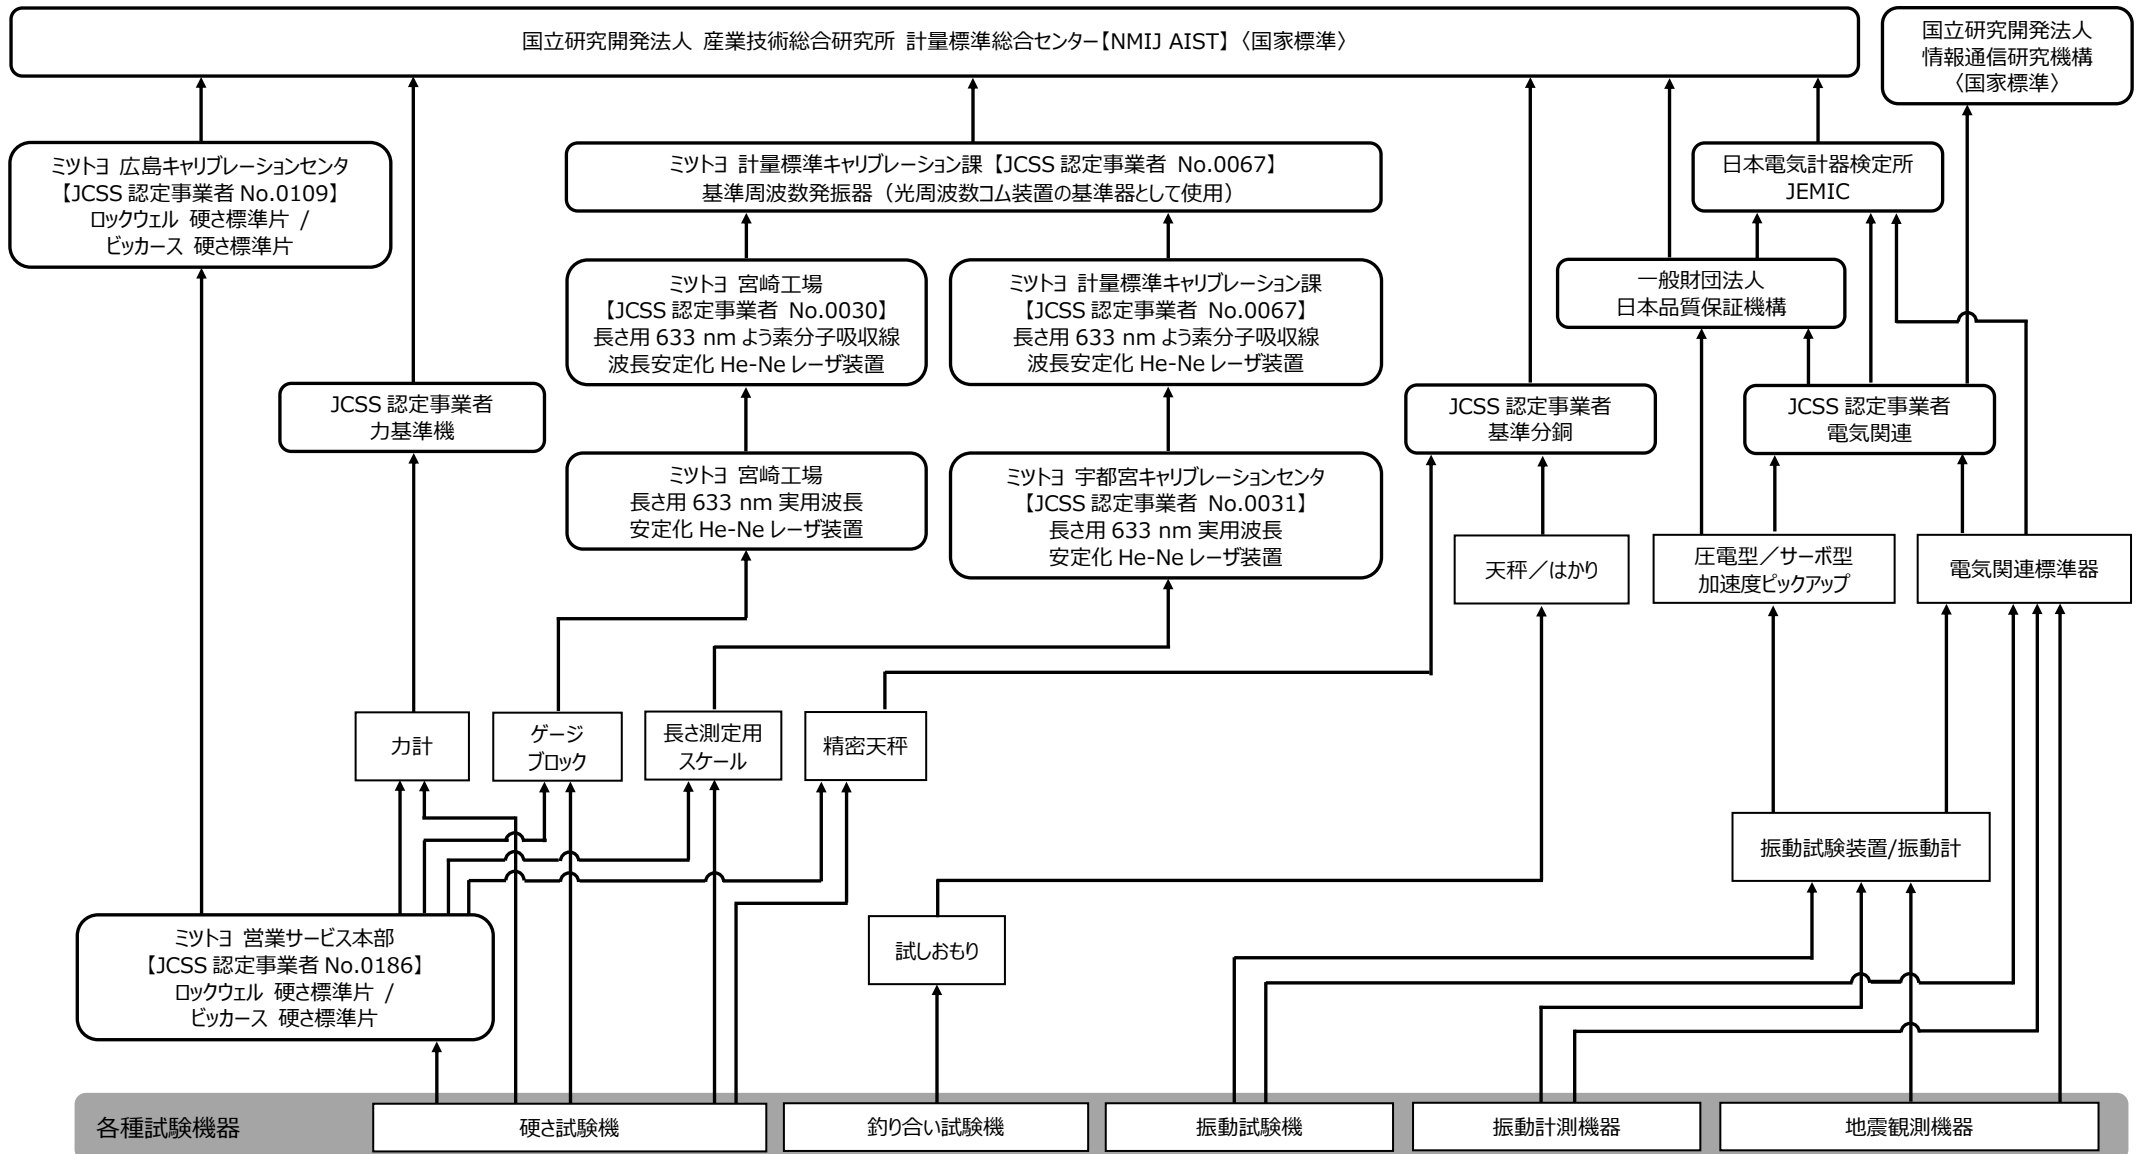 国立研究開発法人 産業技術総合研究所 計量標準総合センター【NMIJ AIST】〈国家標準〉
国立研究開発法人
情報通信研究機構
〈国家標準〉
ミツトヨ 広島キャリブレーションセンタ
【JCSS 認定事業者 No.0109】
ロックウェル 硬さ標準片 /
ビッカース 硬さ標準片
ミツトヨ 計量標準キャリブレーション課【JCSS 認定事業者 No.0067】
基準周波数発振器（光周波数コム装置の基準器として使用）
日本電気計器検定所
JEMIC
ミツトヨ 宮崎工場
【JCSS 認定事業者 No.0030】
長さ用 633 nm よう素分子吸収線
波長安定化 He-Ne レーザ装置
ミツトヨ 計量標準キャリブレーション課
【JCSS 認定事業者 No.0067】
長さ用 633 nm よう素分子吸収線
波長安定化 He-Ne レーザ装置
一般財団法人
日本品質保証機構
JCSS 認定事業者
力基準機
JCSS 認定事業者
基準分銅
JCSS 認定事業者
電気関連
ミツトヨ 宮崎工場
長さ用 633 nm 実用波長
安定化 He-Ne レーザ装置
ミツトヨ 宇都宮キャリブレーションセンタ
【JCSS 認定事業者 No.0031】
長さ用 633 nm 実用波長
安定化 He-Ne レーザ装置
天秤／はかり
圧電型／サーボ型
加速度ピックアップ
電気関連標準器
力計
ゲージ
ブロック
長さ測定用
スケール
精密天秤
振動試験装置/振動計
ミツトヨ 営業サービス本部
【JCSS 認定事業者 No.0186】
ロックウェル 硬さ標準片 /
ビッカース 硬さ標準片
試しおもり
各種試験機器
硬さ試験機
釣り合い試験機
振動試験機
振動計測機器
地震観測機器